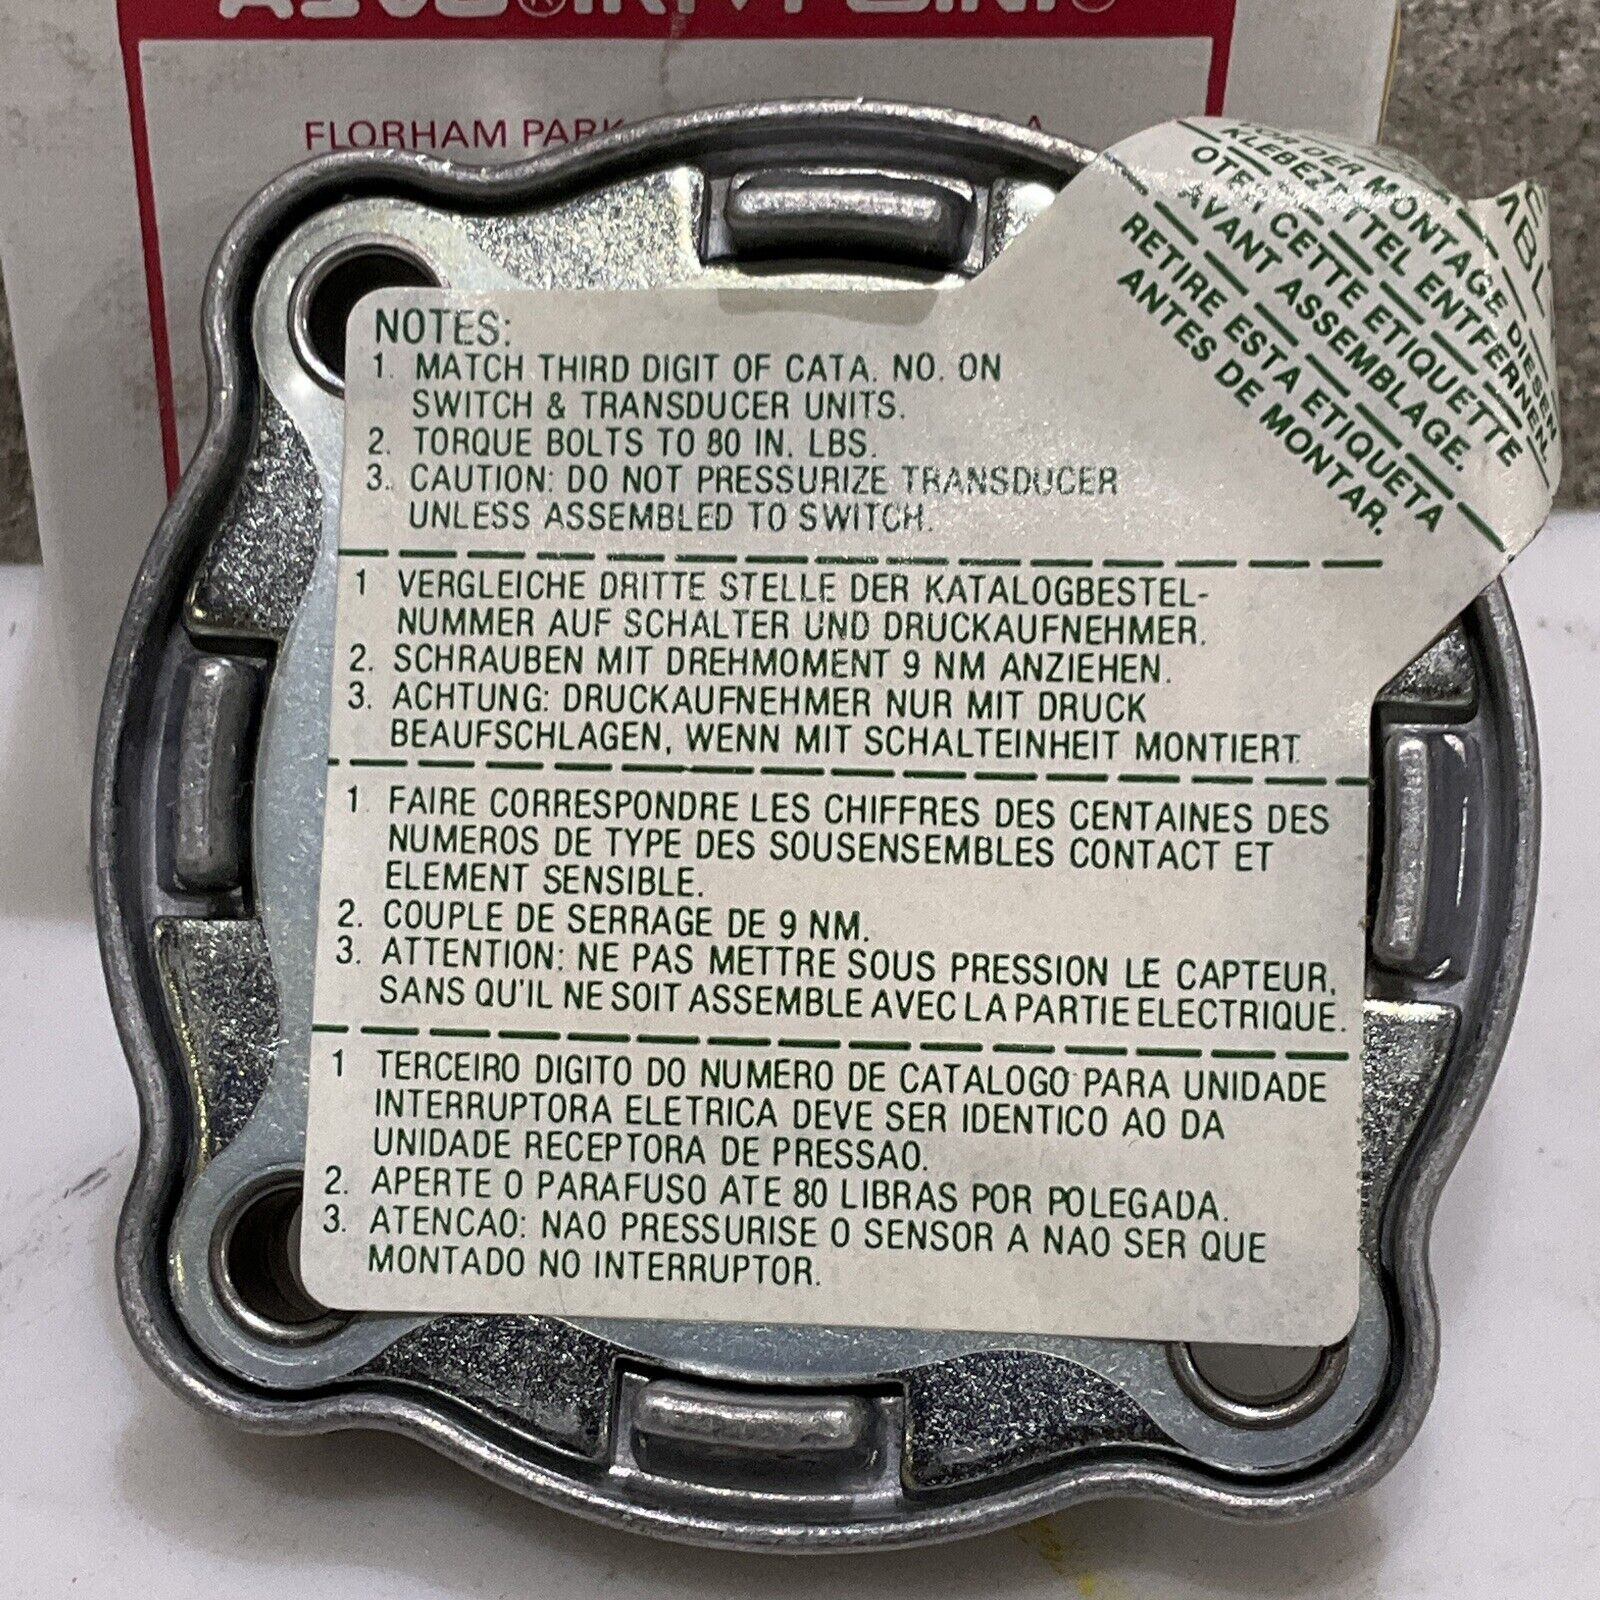 FLORHAM PARK
NOTES:
1. MATCH THIRD DIGIT OF CATA. NO. ON
SWITCH & TRANSDUCER UNITS.
2. TORQUE BOLTS TO 80 IN. LBS.
3. CAUTION: DO NOT PRESSURIZE TRANSDUCER
UNLESS ASSEMBLED TO SWITCH.
1 VERGLEICHE DRITTE STELLE DER KATALOGBESTEL-
NUMMER AUF SCHALTER UND DRUCKAUFNEHMER.
2. SCHRAUBEN MIT DREHMOMENT 9 NM ANZIEHEN.
3. ACHTUNG: DRUCKAUFNEHMER NUR MIT DRUCK
BEAUFSCHLAGEN, WENN MIT SCHALTEINHEIT MONTIERT.
1 FAIRE CORRESPONDRE LES CHIFFRES DES CENTAINES DES
NUMEROS DE TYPE DES SOUSENSEMBLES CONTACT ET
ELEMENT SENSIBLE.
2. COUPLE DE SERRAGE DE 9 NM.
3. ATTENTION: NE PAS METTRE SOUS PRESSION LE CAPTEUR,
SANS QU'IL NE SOIT ASSEMBLE AVEC LA PARTIE ELECTRIQUE.
1 TERCEIRO DIGITO DO NUMERO DE CATALOGO PARA UNIDADE
INTERRUPTORA ELETRICA DEVE SER IDENTICO AO DA
UNIDADE RECEPTORA DE PRESSAO.
2. APERTE O PARAFUSO ATE 80 LIBRAS POR POLEGADA.
3. ATENCAO: NAO PRESSURISE O SENSOR A NAO SER QUE
MONTADO NO INTERRUPTOR.
VOR DER MONTAGE DIESEN
KLEBEZETTEL ENTFERNEN.
OTER CETTE ETIQUETTE
AVANT ASSEMBLAGE.
RETIRE ESTA ETIQUETA
ANTES DE MONTAR.